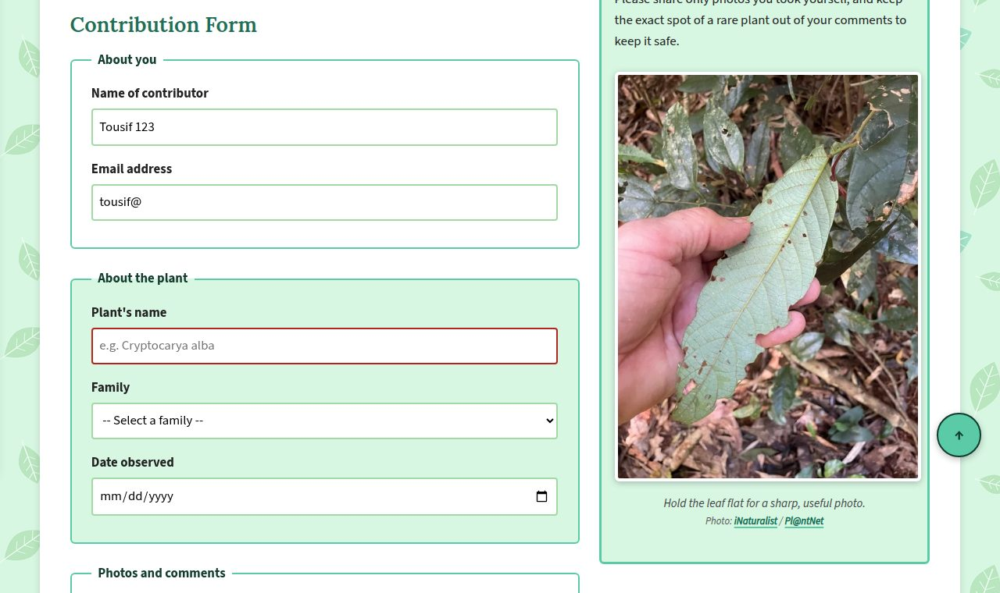 Contribution Form
About you
Name of contributor
Tousif 123
Email address
tousif@
About the plant
Plant's name
e.g. Cryptocarya alba
Family
-- Select a family --
Date observed
mm/dd/yyyy
Photos and comments
Please share only photos you took yourself, and keep
the exact spot of a rare plant out of your comments to
keep it safe.
Hold the leaf flat for a sharp, useful photo.
Photo: iNaturalist / Pl@ntNet